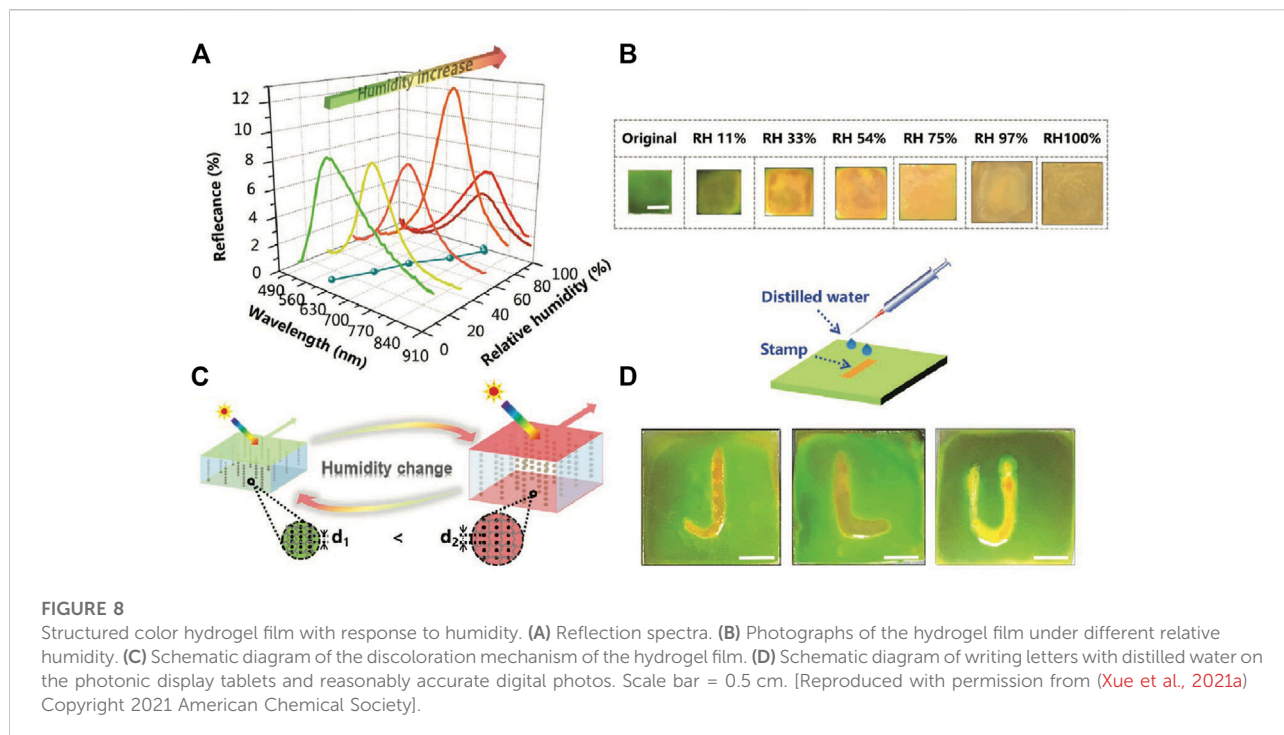 A
Humidity increase
12
10
8
6
4
2
0
Reflecance (%)
490
560
630
700
770
840
910
Wavelength (nm)
0
20
40
60
80
100
Relative humidity (%)
B
Original RH 11% RH 33% RH 54% RH 75% RH 97% RH100%
Distilled water
Stamp
C
Humidity change
d1 < d2
D
J L U
FIGURE 8
Structured color hydrogel film with response to humidity. (A) Reflection spectra. (B) Photographs of the hydrogel film under different relative
humidity. (C) Schematic diagram of the discoloration mechanism of the hydrogel film. (D) Schematic diagram of writing letters with distilled water on
the photonic display tablets and reasonably accurate digital photos. Scale bar = 0.5 cm. [Reproduced with permission from (Xue et al., 2021a)
Copyright 2021 American Chemical Society].